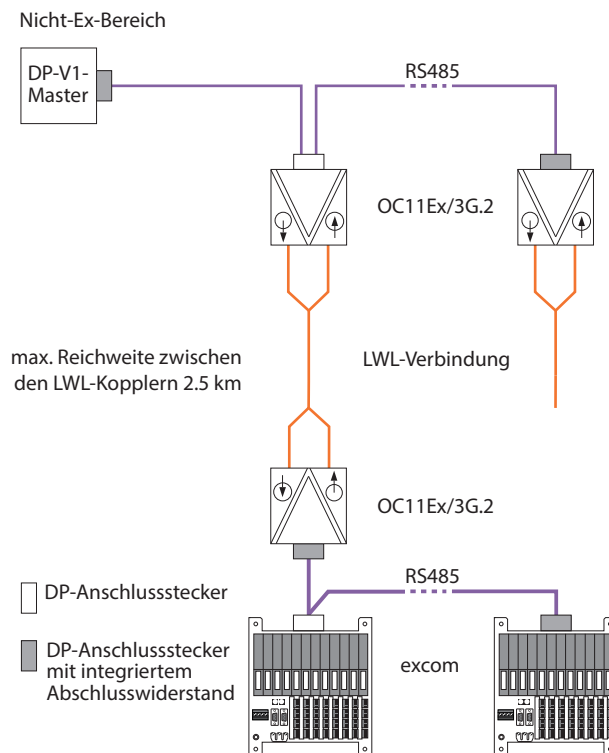 Nicht-Ex-Bereich
DP-V1-
Master
RS485
OC11Ex/3G.2
max. Reichweite zwischen
den LWL-Kopplern 2.5 km
LWL-Verbindung
OC11Ex/3G.2
RS485
DP-Anschlussstecker
DP-Anschlussstecker
mit integriertem
Abschlusswiderstand
excom